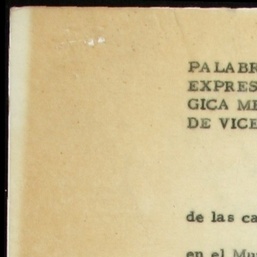 PALABR
EXPRES
GICA ME
DE VICE
de las ca
en el Mu